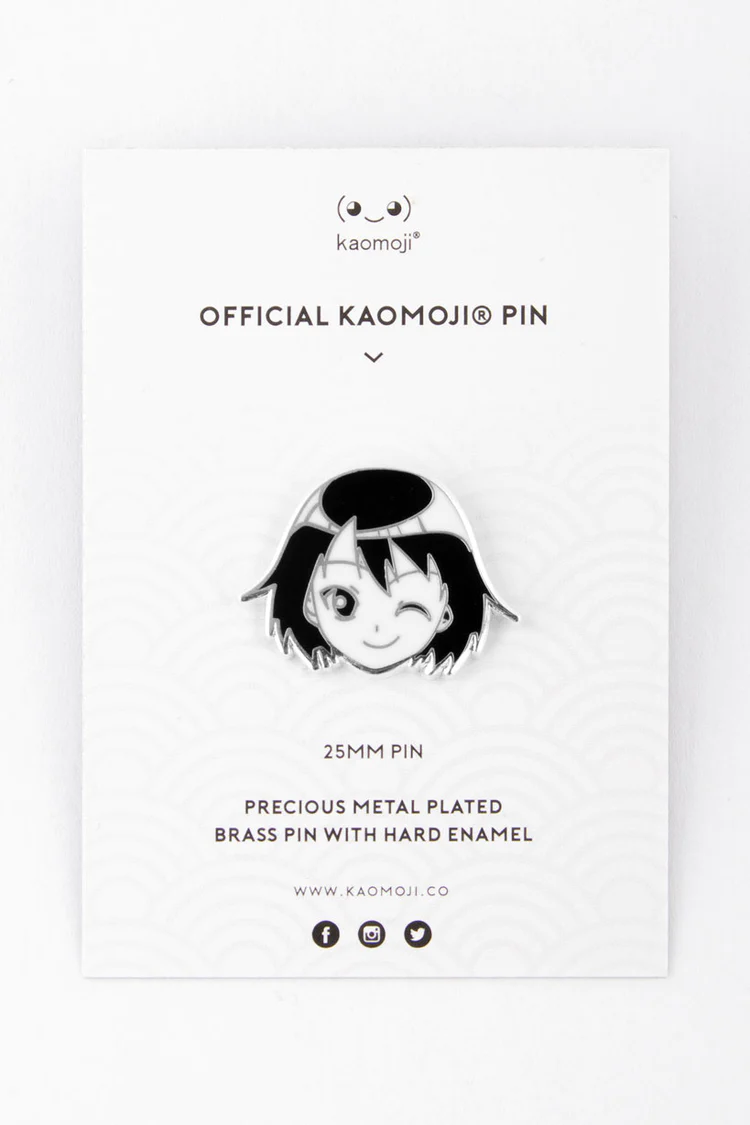 (◕‿◕)
kaomoji®
OFFICIAL KAOMOJI® PIN
25MM PIN
PRECIOUS METAL PLATED
BRASS PIN WITH HARD ENAMEL
WWW.KAOMOJI.CO